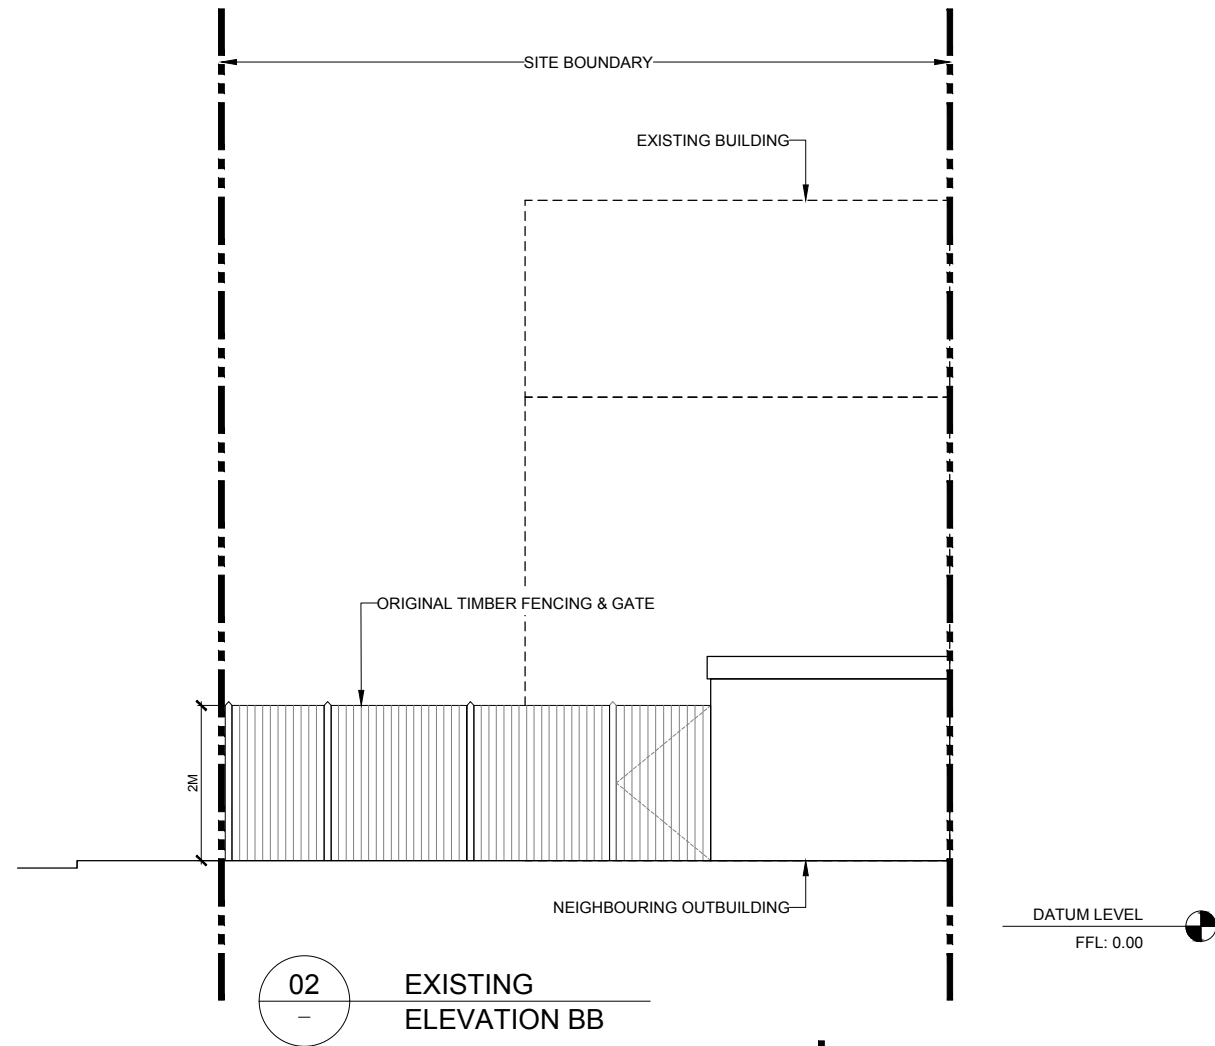 SITE BOUNDARY
EXISTING BUILDING
ORIGINAL TIMBER FENCING & GATE
2M
NEIGHBOURING OUTBUILDING
DATUM LEVEL
FFL: 0.00
02
–
EXISTING
ELEVATION BB